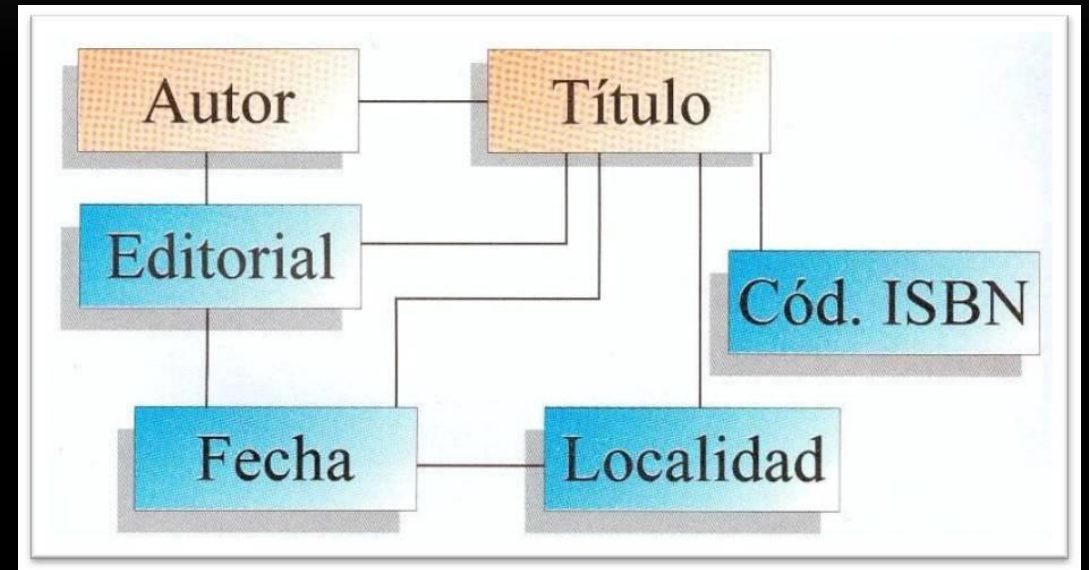 Autor
Título
Editorial
Cód. ISBN
Fecha
Localidad